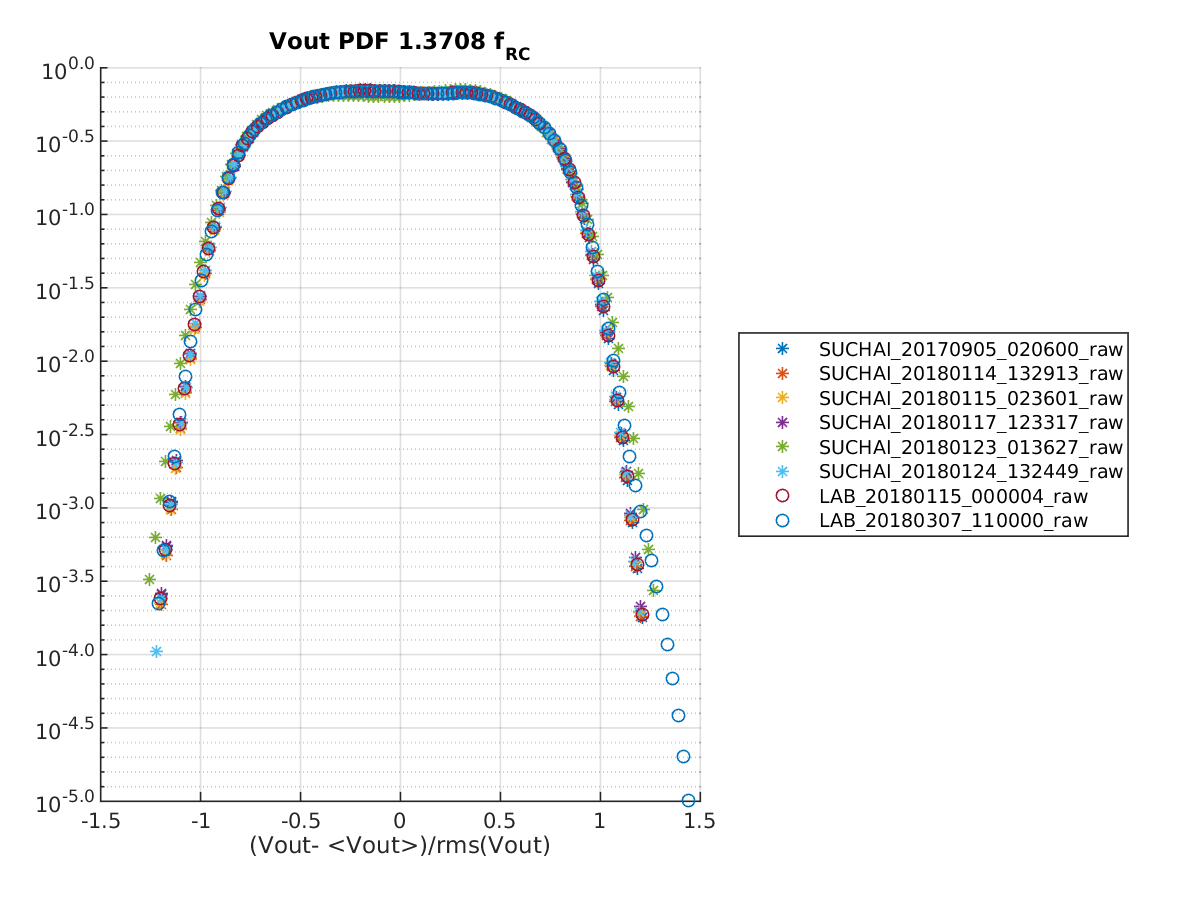 Vout PDF 1.3708 f_RC
10^0.0
10^-0.5
10^-1.0
10^-1.5
10^-2.0
10^-2.5
10^-3.0
10^-3.5
10^-4.0
10^-4.5
10^-5.0
-1.5 -1 -0.5 0 0.5 1 1.5
(Vout- <Vout>)/rms(Vout)
SUCHAI_20170905_020600_raw
SUCHAI_20180114_132913_raw
SUCHAI_20180115_023601_raw
SUCHAI_20180117_123317_raw
SUCHAI_20180123_013627_raw
SUCHAI_20180124_132449_raw
LAB_20180115_000004_raw
LAB_20180307_110000_raw